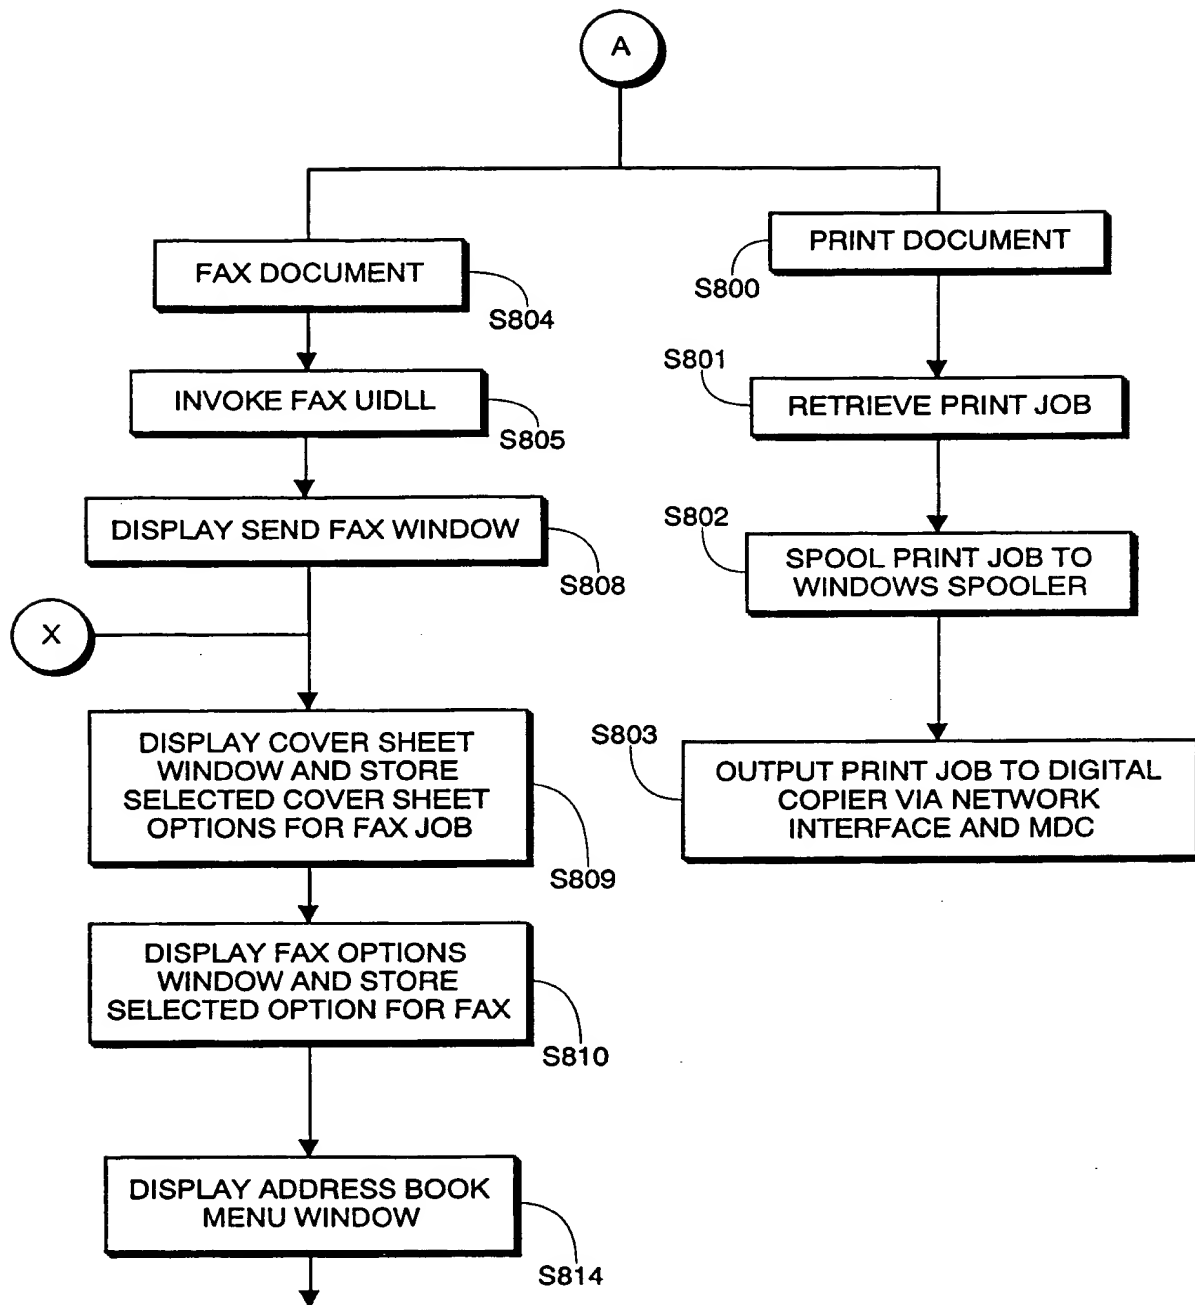 A
FAX DOCUMENT
S804
INVOKE FAX UIDLL
S805
DISPLAY SEND FAX WINDOW
S808
X
DISPLAY COVER SHEET
WINDOW AND STORE
SELECTED COVER SHEET
OPTIONS FOR FAX JOB
S809
DISPLAY FAX OPTIONS
WINDOW AND STORE
SELECTED OPTION FOR FAX
S810
DISPLAY ADDRESS BOOK
MENU WINDOW
S814
PRINT DOCUMENT
S800
S801
RETRIEVE PRINT JOB
S802
SPOOL PRINT JOB TO
WINDOWS SPOOLER
S803
OUTPUT PRINT JOB TO DIGITAL
COPIER VIA NETWORK
INTERFACE AND MDC